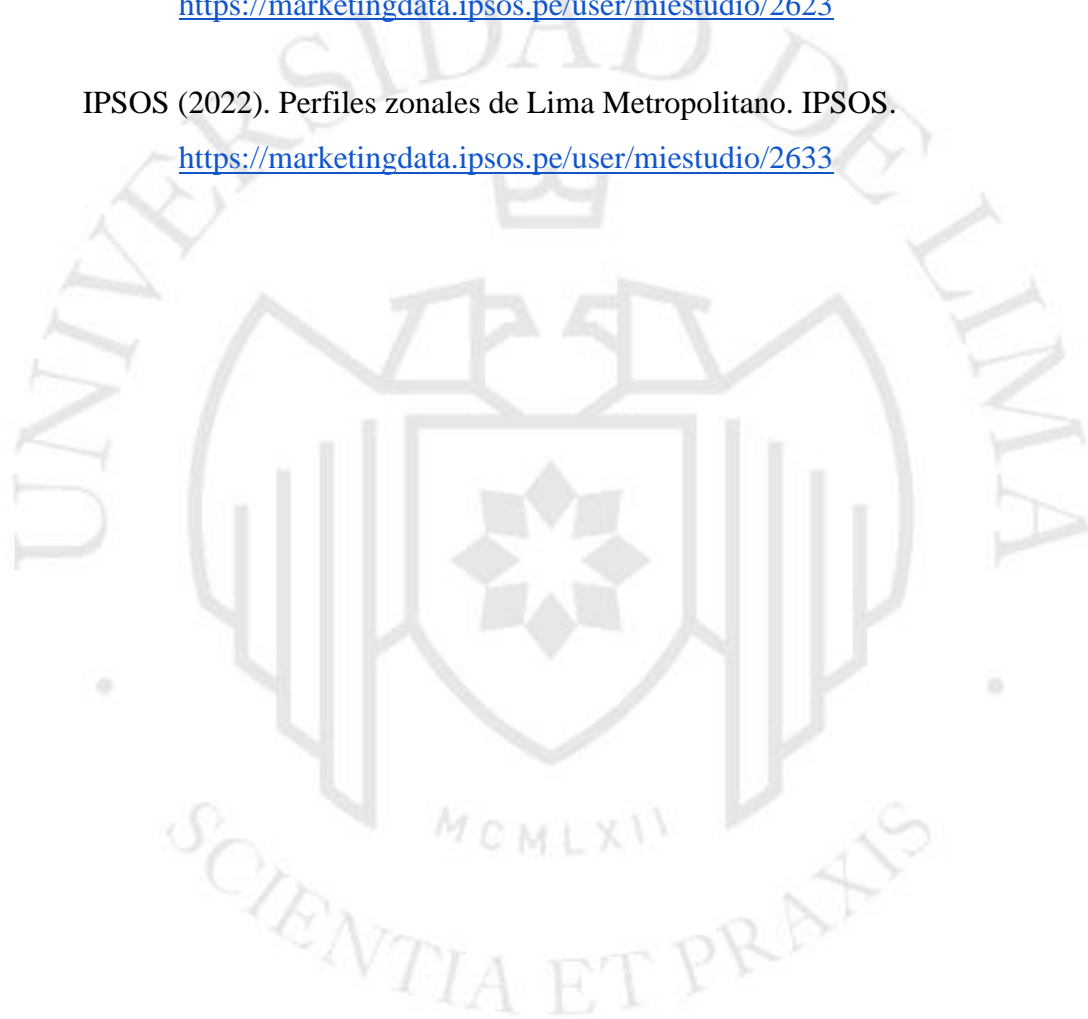 https://marketingdata.ipsos.pe/user/miestudio/2623
IPSOS (2022). Perfiles zonales de Lima Metropolitano. IPSOS.
https://marketingdata.ipsos.pe/user/miestudio/2633
UNIVERSIDAD DE LIMA
MCMLXII
SCIENTIA ET PRAXIS